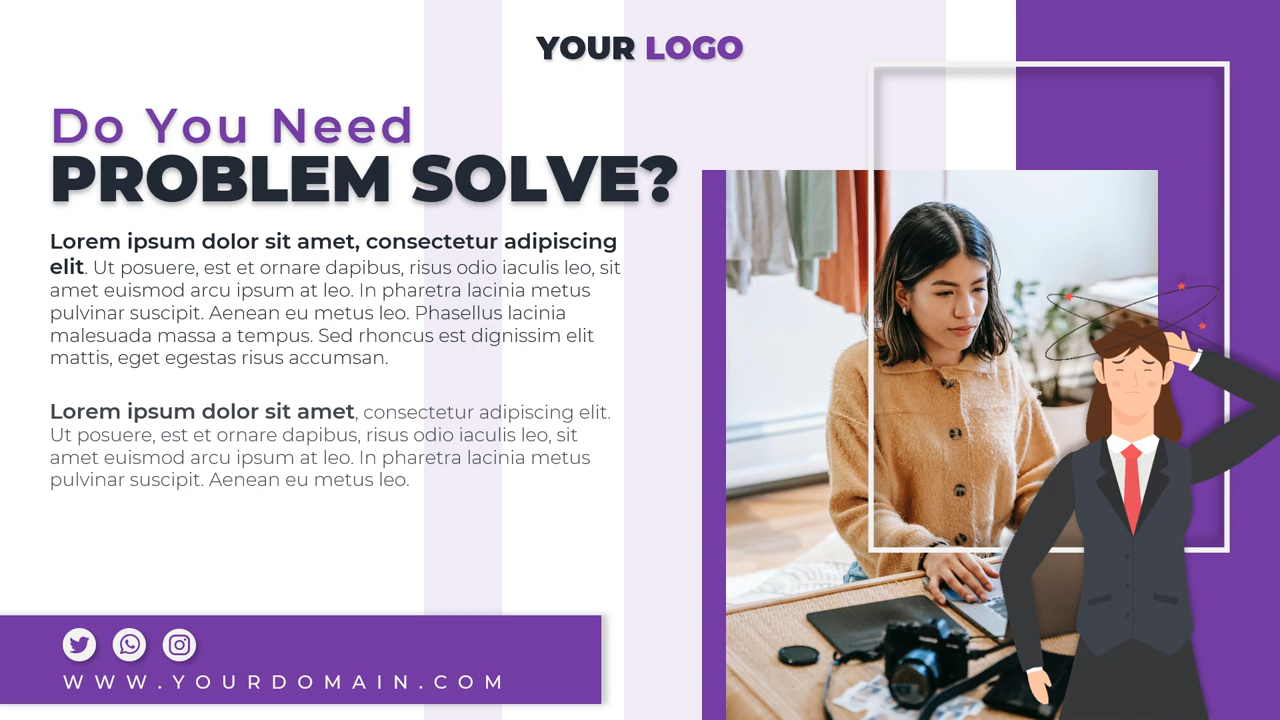 YOUR LOGO
Do You Need
PROBLEM SOLVE?
Lorem ipsum dolor sit amet, consectetur adipiscing
elit. Ut posuere, est et ornare dapibus, risus odio iaculis leo, sit
amet euismod arcu ipsum at leo. In pharetra lacinia metus
pulvinar suscipit. Aenean eu metus leo. Phasellus lacinia
malesuada massa a tempus. Sed rhoncus est dignissim elit
mattis, eget egestas risus accumsan.
Lorem ipsum dolor sit amet, consectetur adipiscing elit.
Ut posuere, est et ornare dapibus, risus odio iaculis leo, sit
amet euismod arcu ipsum at leo. In pharetra lacinia metus
pulvinar suscipit. Aenean eu metus leo.
WWW.YOURDOMAIN.COM